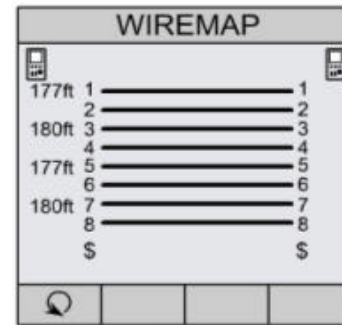 WIREMAP
177ft 1 1
2 2
180ft 3 3
4 4
177ft 5 5
6 6
180ft 7 7
8 8
$ $